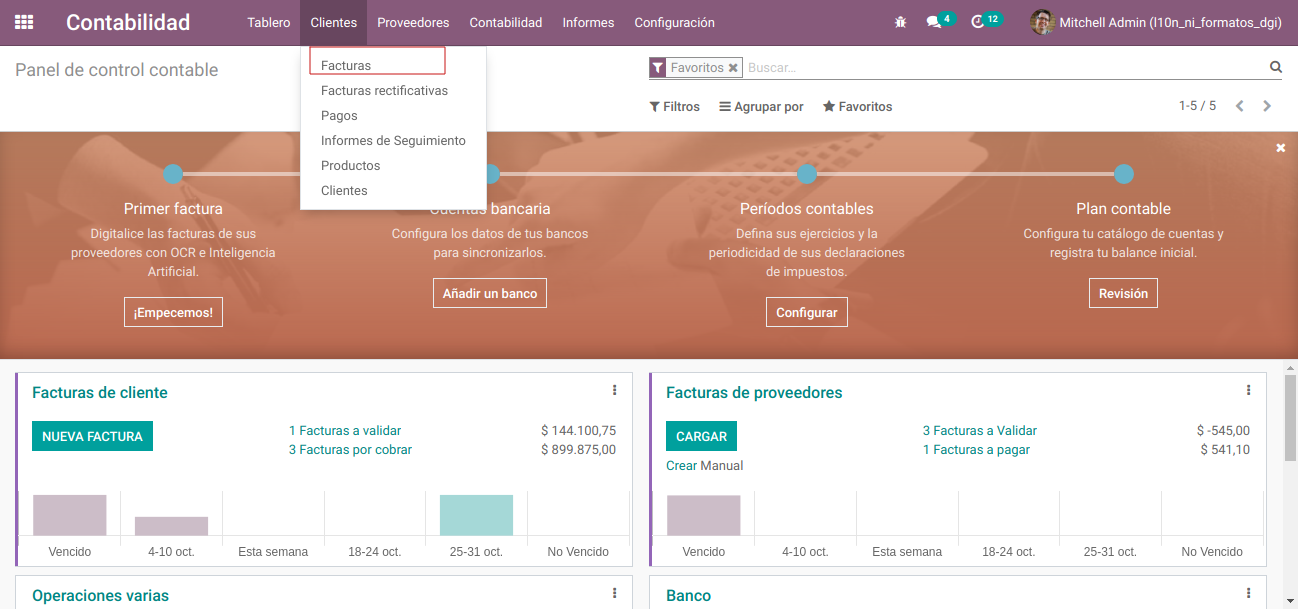 Contabilidad
Tablero
Clientes
Proveedores
Contabilidad
Informes
Configuración
4
12
Mitchell Admin (l10n_ni_formatos_dgi)
Panel de control contable
Favoritos
Buscar...
Filtros
Agrupar por
Favoritos
1-5 / 5
Facturas
Facturas rectificativas
Pagos
Informes de Seguimiento
Productos
Clientes
Primer factura
Digitalice las facturas de sus
proveedores con OCR e Inteligencia
Artificial.
¡Empecemos!
Cuentas bancaria
Configura los datos de tus bancos
para sincronizarlos.
Añadir un banco
Períodos contables
Defina sus ejercicios y la
periodicidad de sus declaraciones
de impuestos.
Configurar
Plan contable
Configura tu catálogo de cuentas y
registra tu balance inicial.
Revisión
Facturas de cliente
NUEVA FACTURA
1 Facturas a validar
$ 144.100,75
3 Facturas por cobrar
$ 899.875,00
Vencido
4-10 oct.
Esta semana
18-24 oct.
25-31 oct.
No Vencido
Facturas de proveedores
CARGAR
Crear Manual
3 Facturas a Validar
$ -545,00
1 Facturas a pagar
$ 541,10
Vencido
4-10 oct.
Esta semana
18-24 oct.
25-31 oct.
No Vencido
Operaciones varias
Banco